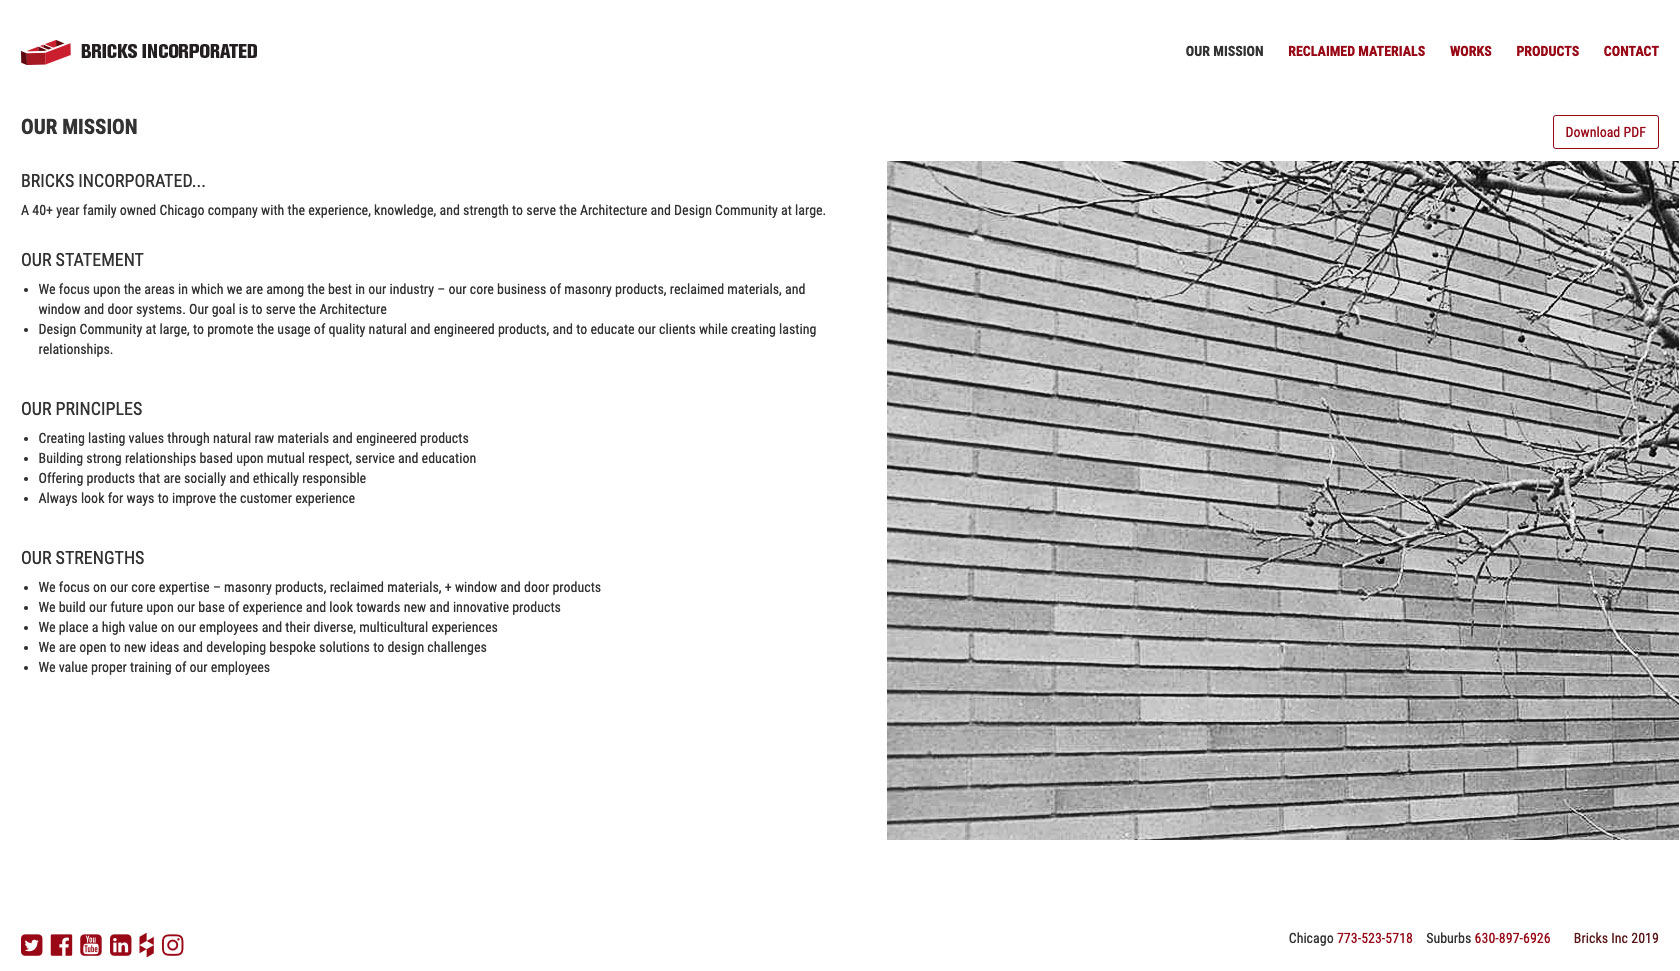 BRICKS INCORPORATED
OUR MISSION RECLAIMED MATERIALS WORKS PRODUCTS CONTACT
OUR MISSION
Download PDF
BRICKS INCORPORATED...
A 40+ year family owned Chicago company with the experience, knowledge, and strength to serve the Architecture and Design Community at large.
OUR STATEMENT
• We focus upon the areas in which we are among the best in our industry – our core business of masonry products, reclaimed materials, and
window and door systems. Our goal is to serve the Architecture
• Design Community at large, to promote the usage of quality natural and engineered products, and to educate our clients while creating lasting
relationships.
OUR PRINCIPLES
• Creating lasting values through natural raw materials and engineered products
• Building strong relationships based upon mutual respect, service and education
• Offering products that are socially and ethically responsible
• Always look for ways to improve the customer experience
OUR STRENGTHS
• We focus on our core expertise – masonry products, reclaimed materials, + window and door products
• We build our future upon our base of experience and look towards new and innovative products
• We place a high value on our employees and their diverse, multicultural experiences
• We are open to new ideas and developing bespoke solutions to design challenges
• We value proper training of our employees
You
Tube
in
Chicago 773-523-5718 Suburbs 630-897-6926 Bricks Inc 2019